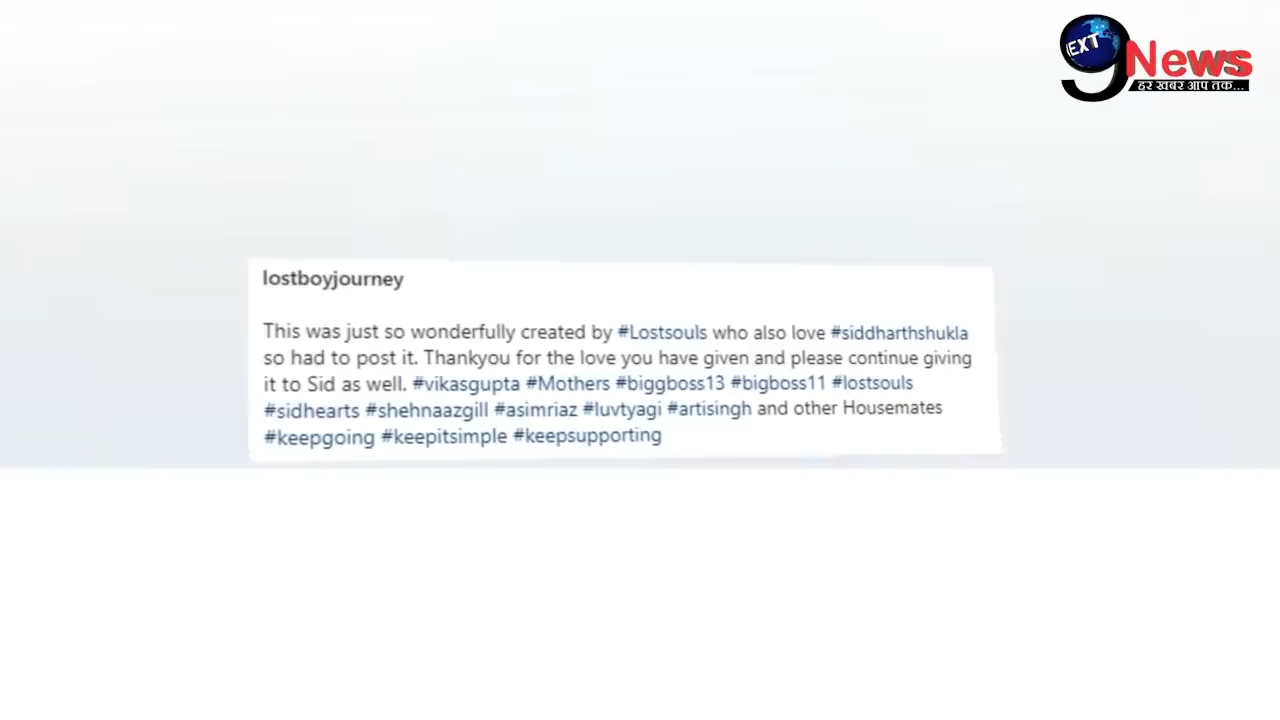 EXT
9News
हर खबर आप तक...
lostboyjourney
This was just so wonderfully created by #Lostsouls who also love #siddharthshukla
so had to post it. Thankyou for the love you have given and please continue giving
it to Sid as well. #vikasgupta #Mothers #biggboss13 #bigboss11 #lostsouls
#sidhearts #shehnaazgill #asimriaz #luvtyagi #artisingh and other Housemates
#keepgoing #keepitsimple #keepsupporting